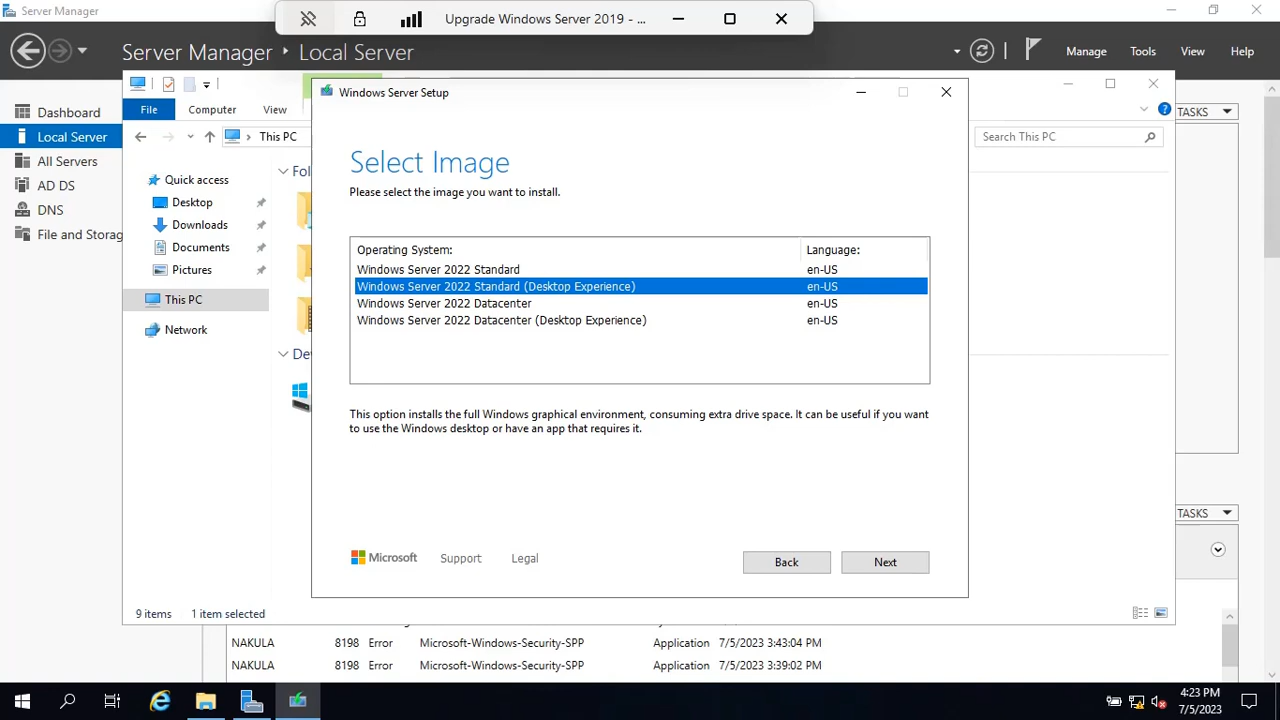 Server Manager
Upgrade Windows Server 2019 - ...
Server Manager
Local Server
Manage
Tools
View
Help
Dashboard
Local Server
All Servers
AD DS
DNS
File and Storag
File
Computer
View
This PC
Search This PC
TASKS
Quick access
Desktop
Downloads
Documents
Pictures
This PC
Network
Fol
De
Windows Server Setup
Select Image
Please select the image you want to install.
Operating System: Language:
Windows Server 2022 Standard en-US
Windows Server 2022 Standard (Desktop Experience) en-US
Windows Server 2022 Datacenter en-US
Windows Server 2022 Datacenter (Desktop Experience) en-US
This option installs the full Windows graphical environment, consuming extra drive space. It can be useful if you want
to use the Windows desktop or have an app that requires it.
Microsoft
Support
Legal
Back
Next
TASKS
9 items 1 item selected
NAKULA 8198 Error Microsoft-Windows-Security-SPP Application 7/5/2023 3:43:04 PM
NAKULA 8198 Error Microsoft-Windows-Security-SPP Application 7/5/2023 3:39:02 PM
4:23 PM
7/5/2023